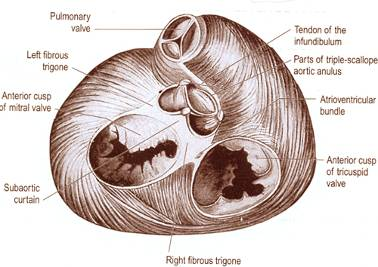 Pulmonary
valve
Left fibrous
trigone
Anterior cusp
of mitral valve
Subaortic
curtain
Tendon of the
infundibulum
Parts of triple-scallope
aortic anulus
Atrioventricular
bundle
Anterior cusp
of tricuspid
valve
Right fibrous trigone